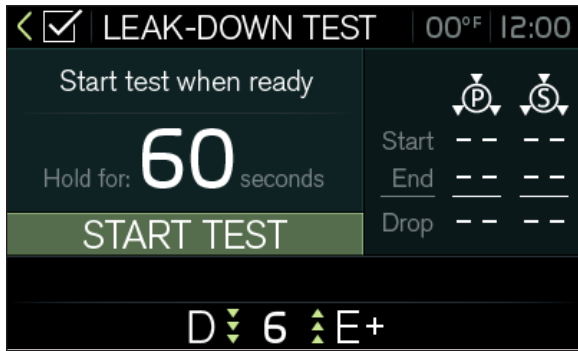 LEAK-DOWN TEST 00°F 12:00
Start test when ready
Hold for: 60 seconds
START TEST
P S
Start -- --
End -- --
Drop -- --
D 6 E+